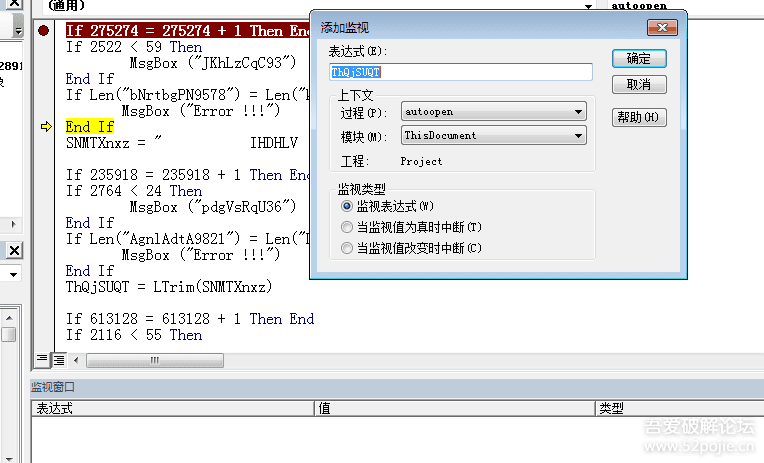 (通用)
autoopen
2891
If 275274 = 275274 + 1 Then End
If 2522 < 59 Then
MsgBox ("JKhLzCqC93")
End If
If Len("bNrtbgPN9578") = Len("
MsgBox ("Error !!!")
End If
SNMTXnxz = " IHDHLV
If 235918 = 235918 + 1 Then En
If 2764 < 24 Then
MsgBox ("pdgVsRqU36")
End If
If Len("AgnlAdtA9821") = Len("
MsgBox ("Error !!!")
End If
ThQjSUQT = LTrim(SNMTXnxz)
If 613128 = 613128 + 1 Then End
If 2116 < 55 Then
添加监视
表达式(E):
ThQjSUQT
确定
取消
帮助(H)
上下文
过程(P): autoopen
模块(M): ThisDocument
工程: Project
监视类型
监视表达式(W)
当监视值为真时中断(T)
当监视值改变时中断(C)
监视窗口
表达式 值 类型
吾爱破解论坛
www.52pojie.cn